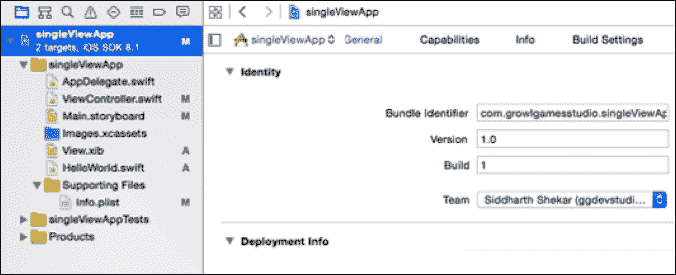 singleViewApp
singleViewApp M
2 targets, iOS SDK 8.1
singleViewApp General Capabilities Info Build Settings
singleViewApp
AppDelegate.swift
ViewController.swift M
Main.storyboard M
Images.xcassets
View.xib A
HelloWorld.swift A
Supporting Files
Info.plist M
singleViewAppTests
Products
Identity
Bundle Identifier com.growlgamesstudio.singleViewAp
Version 1.0
Build 1
Team Siddharth Shekar (ggdevstudi...
Deployment Info